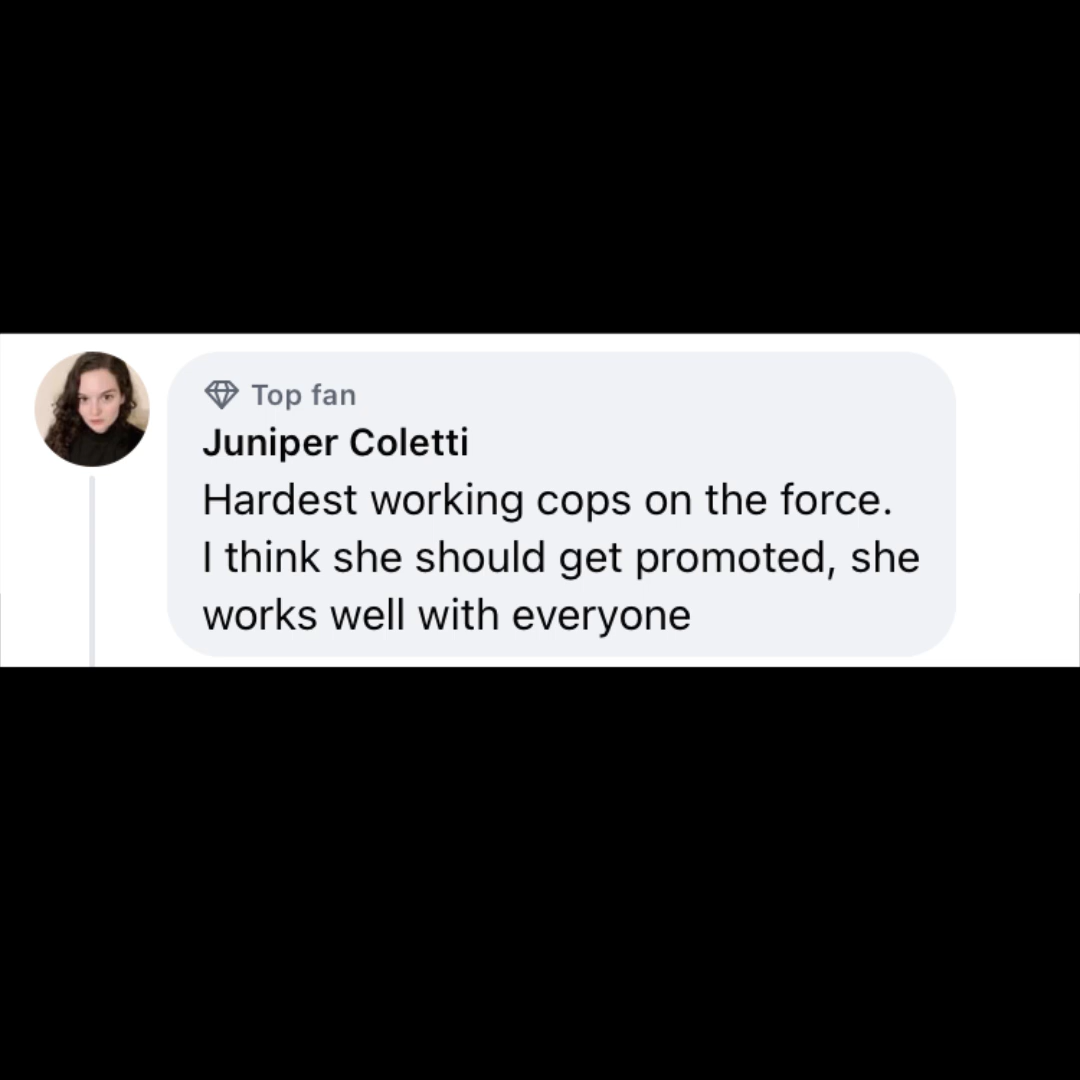 Top fan
Juniper Coletti
Hardest working cops on the force.
I think she should get promoted, she
works well with everyone